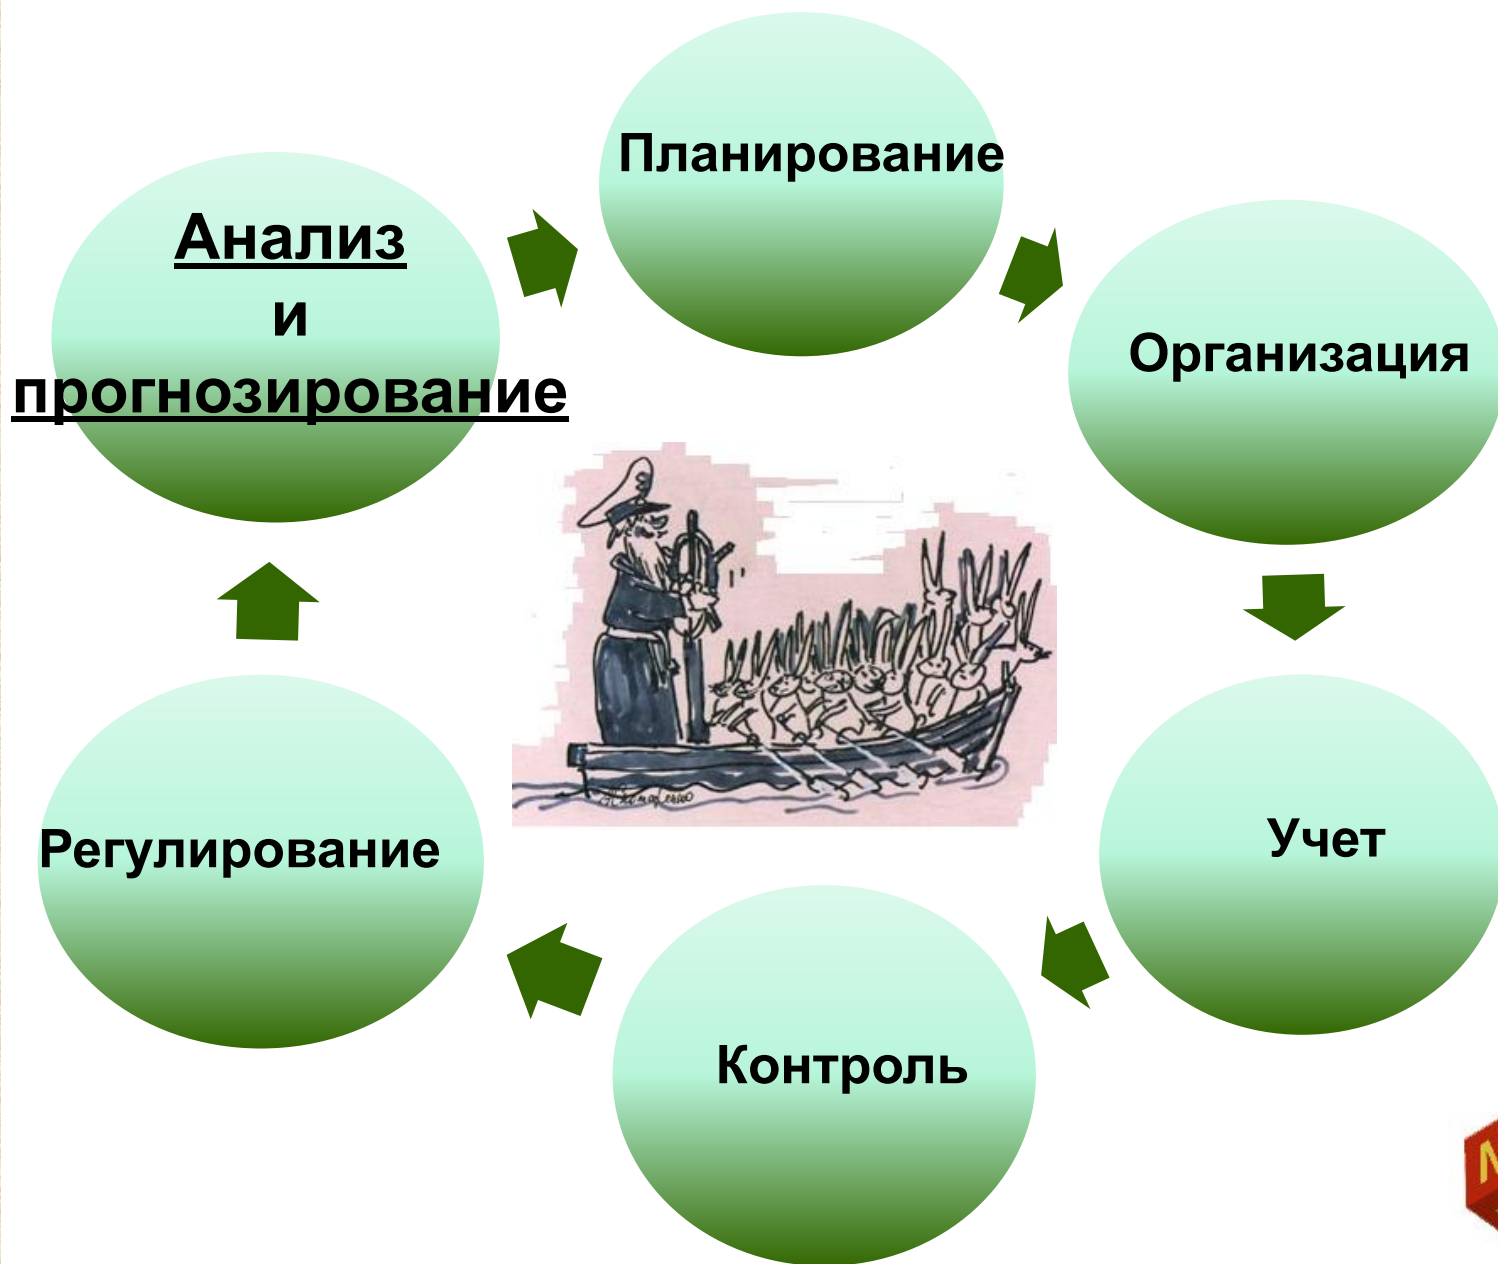 Планирование
Анализ
и
прогнозирование
Организация
Регулирование
Учет
Контроль